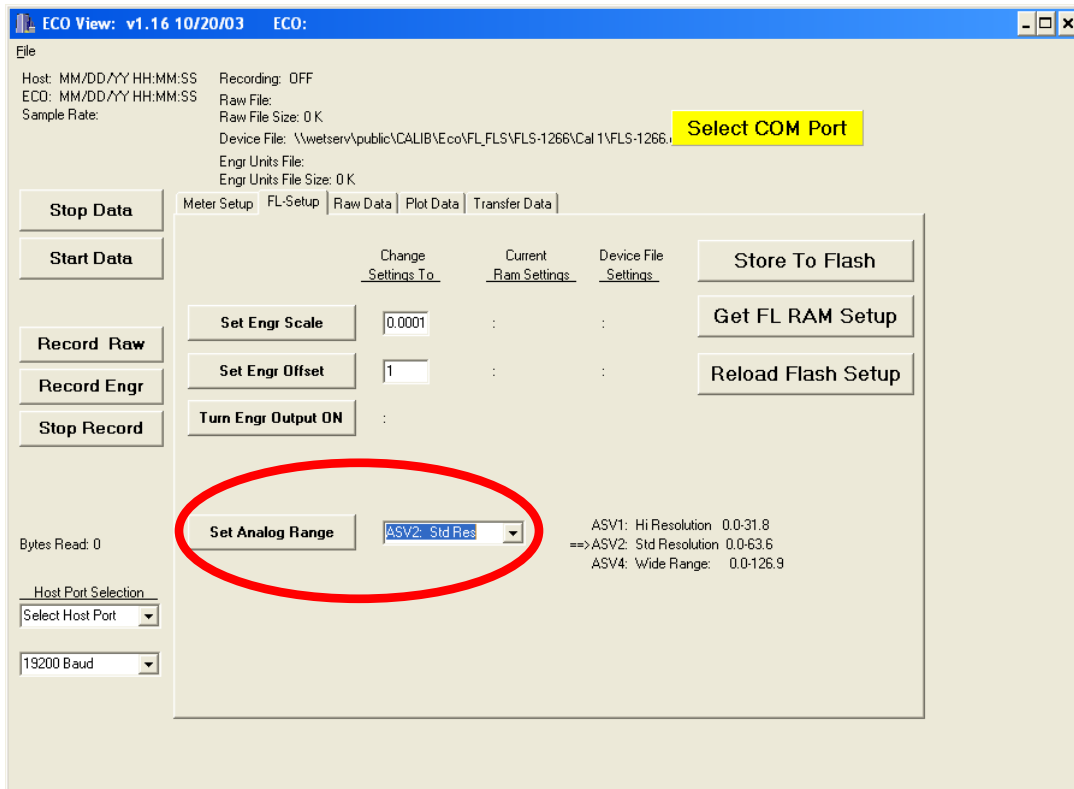 ECO View: v1.16 10/20/03 ECO:
File
Host: MM/DD/YY HH:MM:SS
ECO: MM/DD/YY HH:MM:SS
Sample Rate:
Recording: OFF
Raw File:
Raw File Size: 0 K
Device File: \\wetserv\public\CALIB\Eco\FL_FLS\FLS-1266\Cal 1\FLS-1266.
Engr Units File:
Engr Units File Size: 0 K
Select COM Port
Stop Data
Start Data
Record Raw
Record Engr
Stop Record
Bytes Read: 0
Host Port Selection
Select Host Port
19200 Baud
Meter Setup FL-Setup Raw Data Plot Data Transfer Data
Change
Settings To
Current
Ram Settings
Device File
Settings
Store To Flash
Get FL RAM Setup
Reload Flash Setup
Set Engr Scale 0.0001 : :
Set Engr Offset 1 : :
Turn Engr Output ON :
Set Analog Range ASV2: Std Res
ASV1: Hi Resolution 0.0-31.8
==>ASV2: Std Resolution 0.0-63.6
ASV4: Wide Range: 0.0-126.9